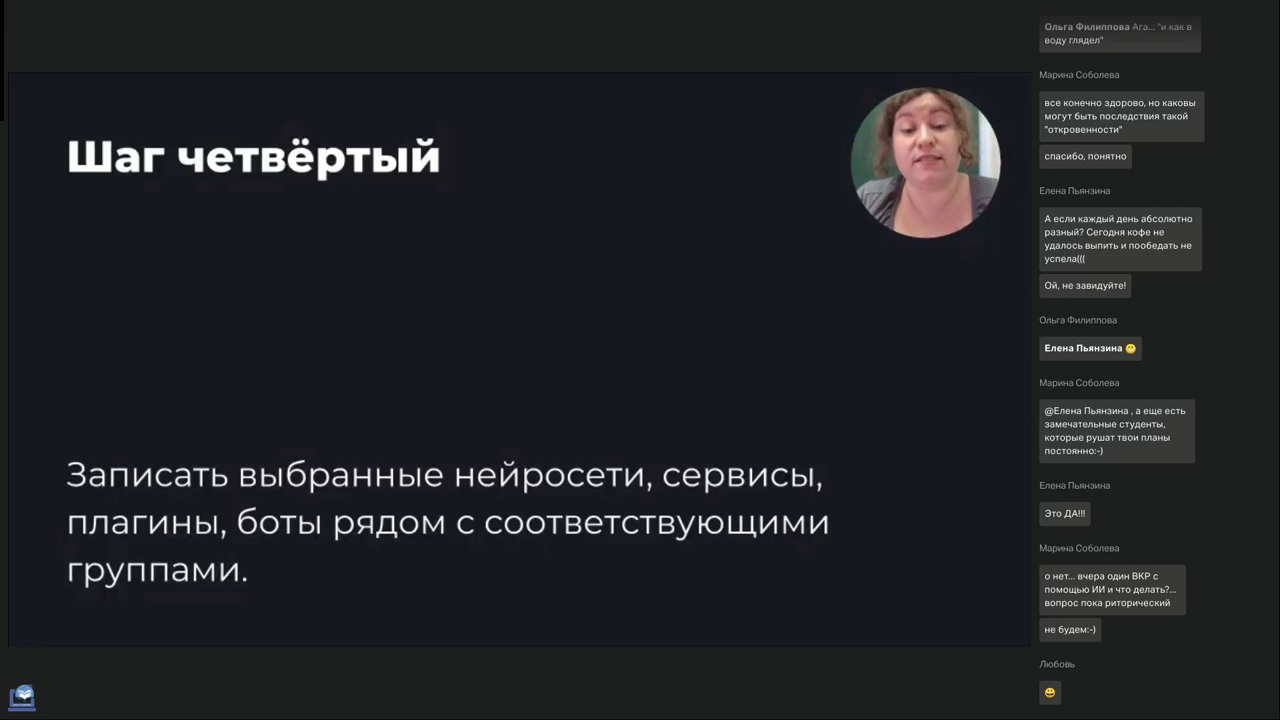 Шаг четвёртый
Записать выбранные нейросети, сервисы,
плагины, боты рядом с соответствующими
группами.
Ольга Филиппова Ага... "и как в
воду глядел"
Марина Соболева
все конечно здорово, но каковы
могут быть последствия такой
"откровенности"
спасибо, понятно
Елена Пьянзина
А если каждый день абсолютно
разный? Сегодня кофе не
удалось выпить и пообедать не
успела(((
Ой, не завидуйте!
Ольга Филиппова
Елена Пьянзина 😬
Марина Соболева
@Елена Пьянзина , а еще есть
замечательные студенты,
которые рушат твои планы
постоянно:-)
Елена Пьянзина
Это ДА!!!
Марина Соболева
о нет... вчера один ВКР с
помощью ИИ и что делать?...
вопрос пока риторический
не будем:-)
Любовь
😀